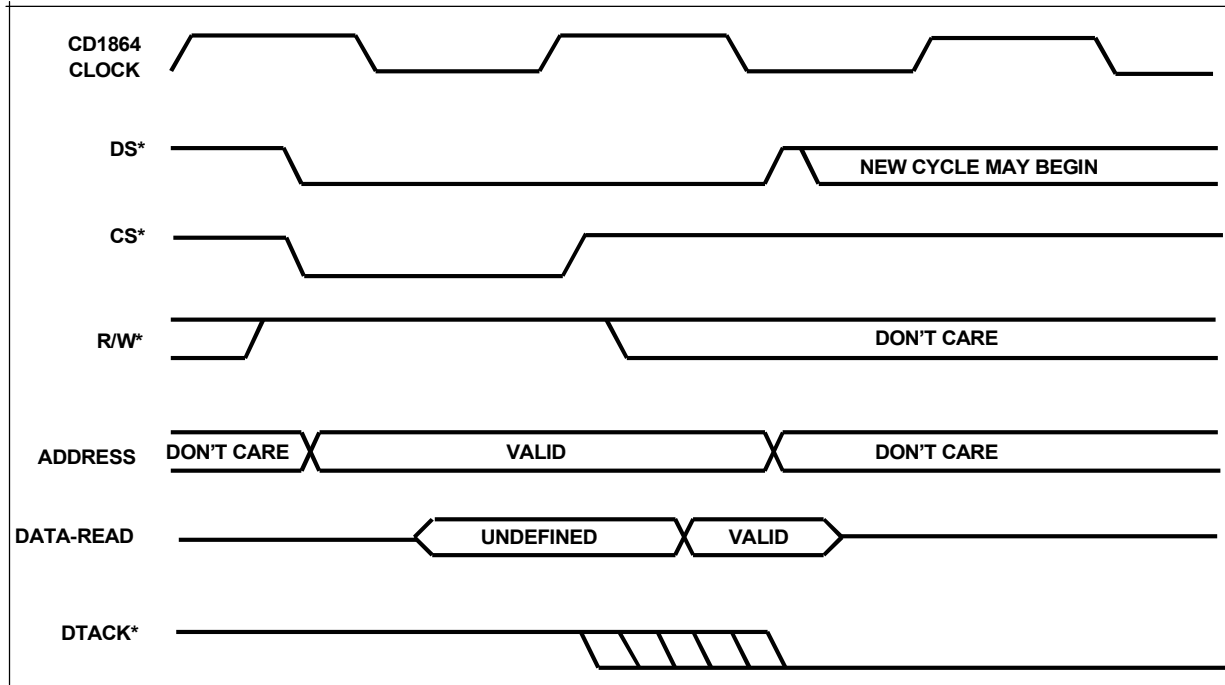 CD1864
CLOCK
DS*
NEW CYCLE MAY BEGIN
CS*
R/W*
DON'T CARE
ADDRESS
DON'T CARE
VALID
DON'T CARE
DATA-READ
UNDEFINED
VALID
DTACK*